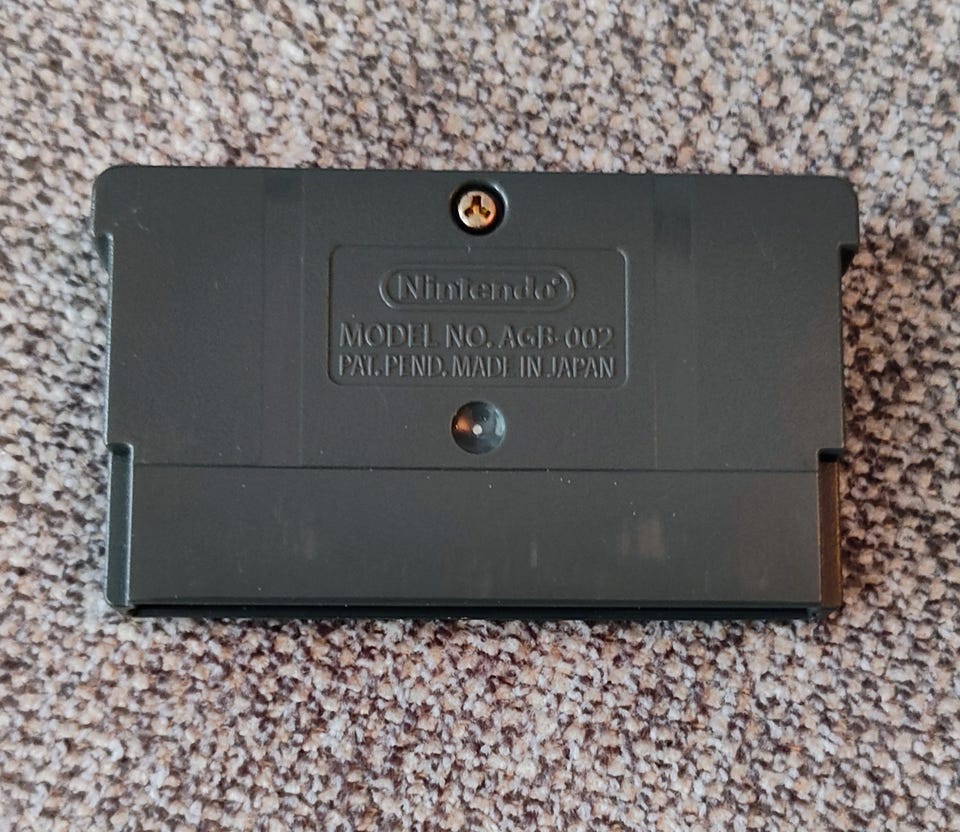 Nintendo®
MODEL NO. AGB-002
PAT. PEND. MADE IN JAPAN